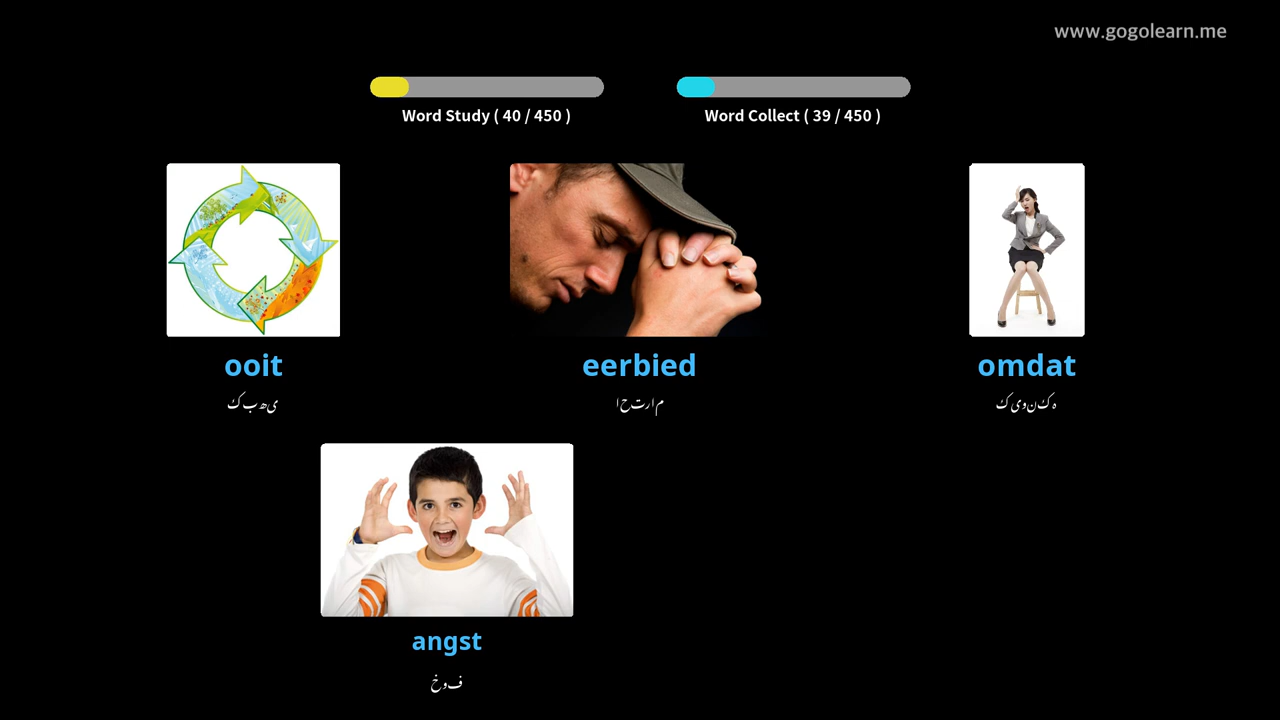 www.gogolearn.me
Word Study ( 40 / 450 )
Word Collect ( 39 / 450 )
ooit
کبھی
eerbied
احترام
omdat
کیونکہ
angst
خوف